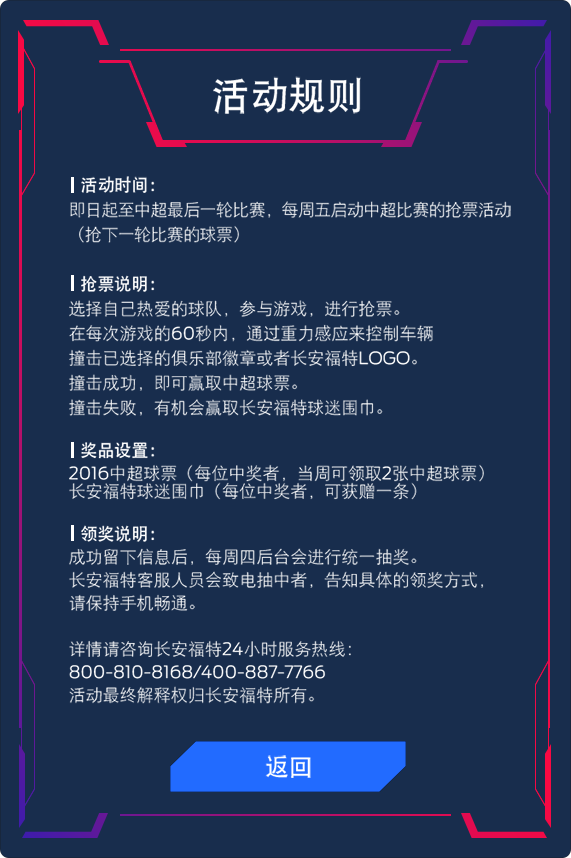 活动规则
活动时间：
即日起至中超最后一轮比赛，每周五启动中超比赛的抢票活动
（抢下一轮比赛的球票）
抢票说明：
选择自己热爱的球队，参与游戏，进行抢票。
在每次游戏的60秒内，通过重力感应来控制车辆
撞击已选择的俱乐部徽章或者长安福特LOGO。
撞击成功，即可赢取中超球票。
撞击失败，有机会赢取长安福特球迷围巾。
奖品设置：
2016中超球票（每位中奖者，当周可领取2张中超球票）
长安福特球迷围巾（每位中奖者，可获赠一条）
领奖说明：
成功留下信息后，每周四后台会进行统一抽奖。
长安福特客服人员会致电抽中者，告知具体的领奖方式，
请保持手机畅通。
详情请咨询长安福特24小时服务热线：
800-810-8168/400-887-7766
活动最终解释权归长安福特所有。
返回